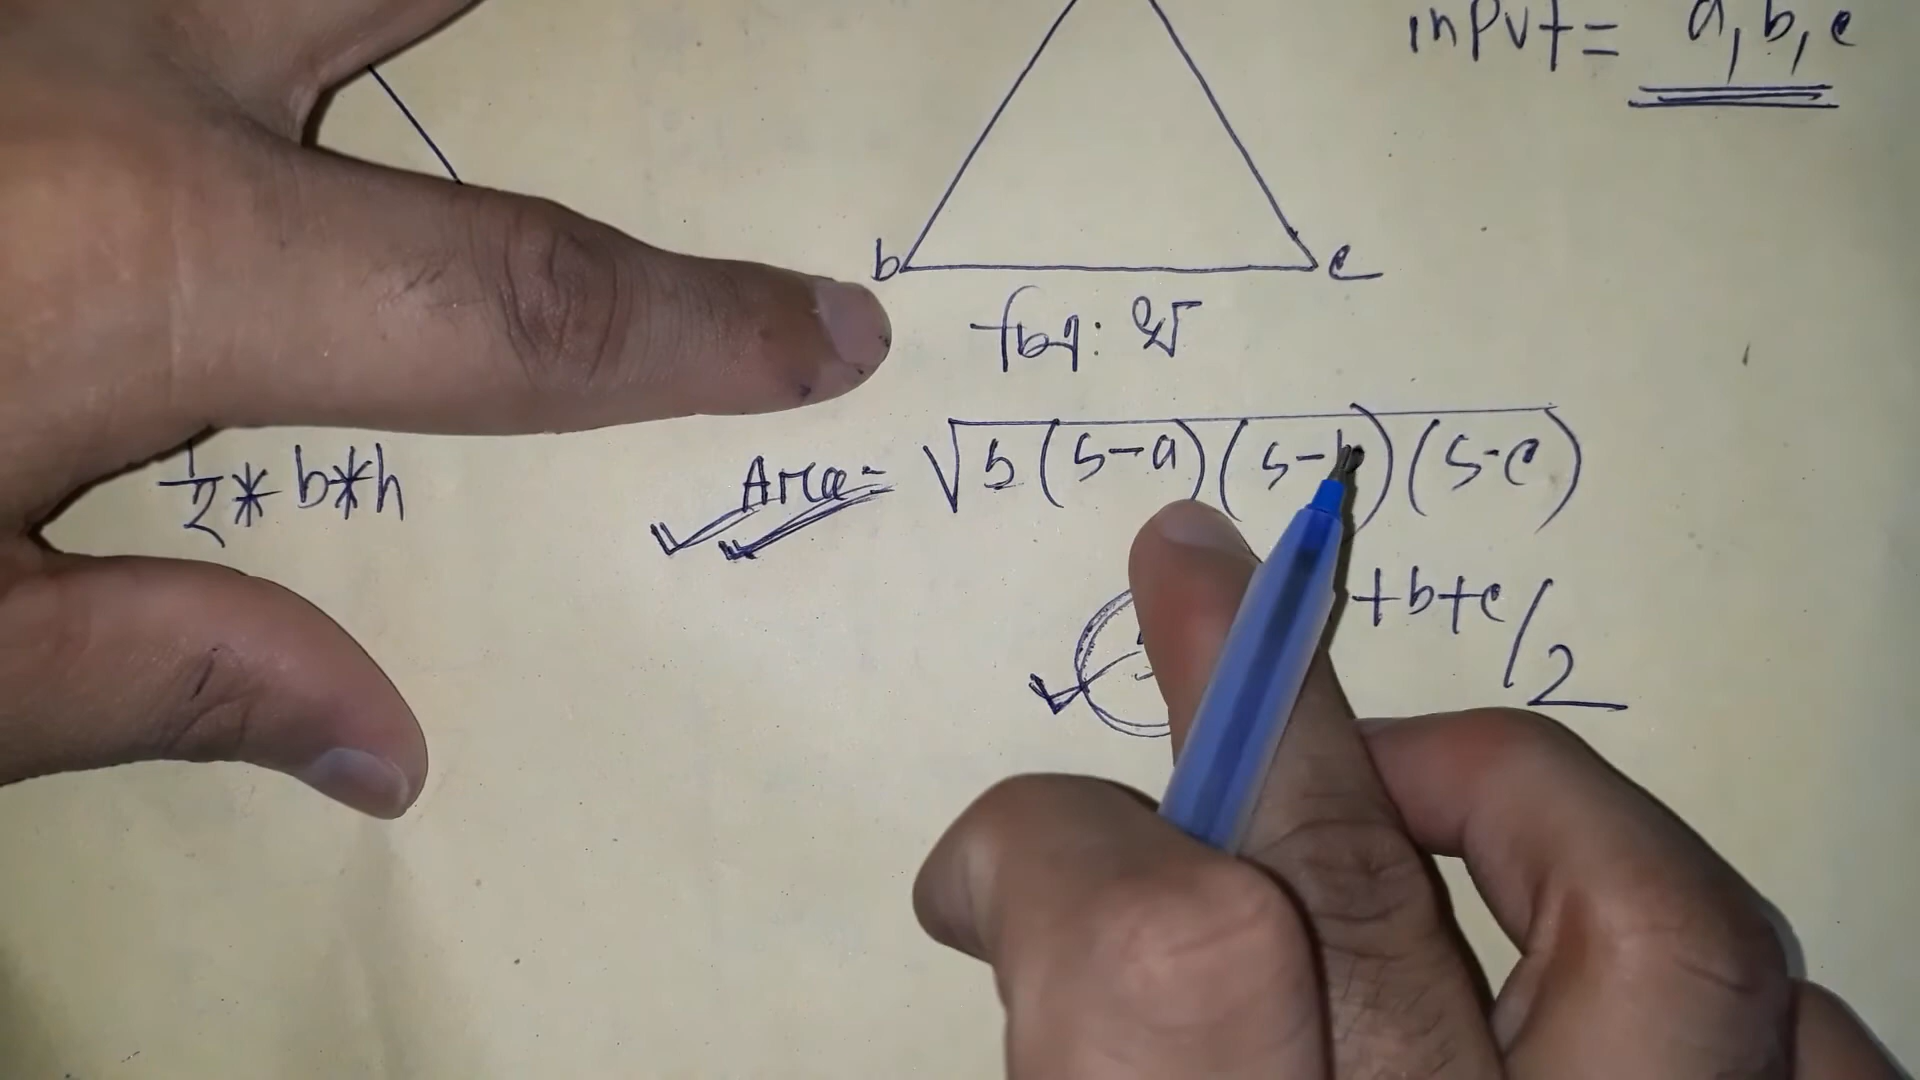 inPut = a, b, c
b c
চিত্র: খ
1/2 * b*h
Area = √s(s-a)(s-b)(s-c)
+b+c/2